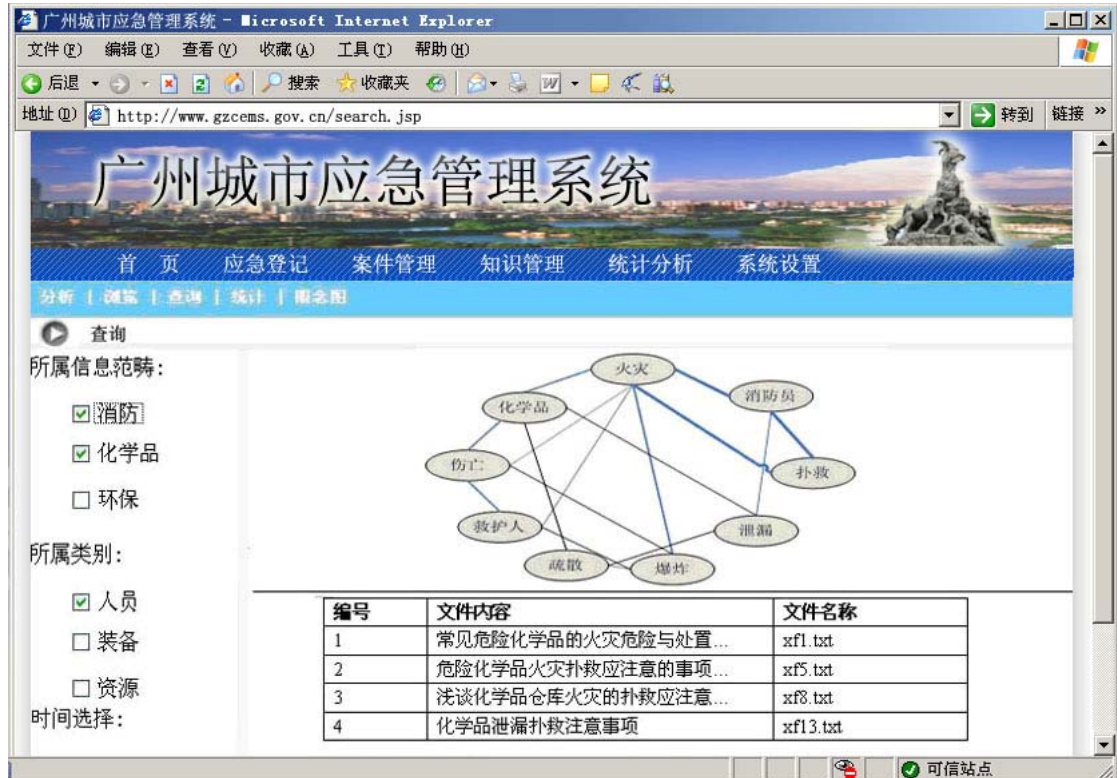 广州城市应急管理系统 - Microsoft Internet Explorer
文件(F) 编辑(E) 查看(V) 收藏(A) 工具(T) 帮助(H)
后退 搜索 收藏夹
地址(D) http://www.gzcems.gov.cn/search.jsp 转到 链接 »
广州城市应急管理系统
首 页 应急登记 案件管理 知识管理 统计分析 系统设置
分析 | 浏览 | 查询 | 统计 | 概念图
查询
所属信息范畴:
消防
化学品
环保
所属类别:
人员
装备
资源
时间选择:
火灾
化学品
消防员
伤亡
扑救
救护人
泄漏
疏散
爆炸
编号 文件内容 文件名称
1 常见危险化学品的火灾危险与处置... xf1.txt
2 危险化学品火灾扑救应注意的事项... xf5.txt
3 浅谈化学品仓库火灾的扑救应注意... xf8.txt
4 化学品泄漏扑救注意事项 xf13.txt
可信站点